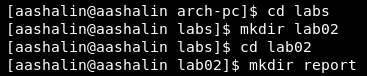 [aashalin@aashalin arch-pc]$ cd labs
[aashalin@aashalin labs]$ mkdir lab02
[aashalin@aashalin labs]$ cd lab02
[aashalin@aashalin lab02]$ mkdir report